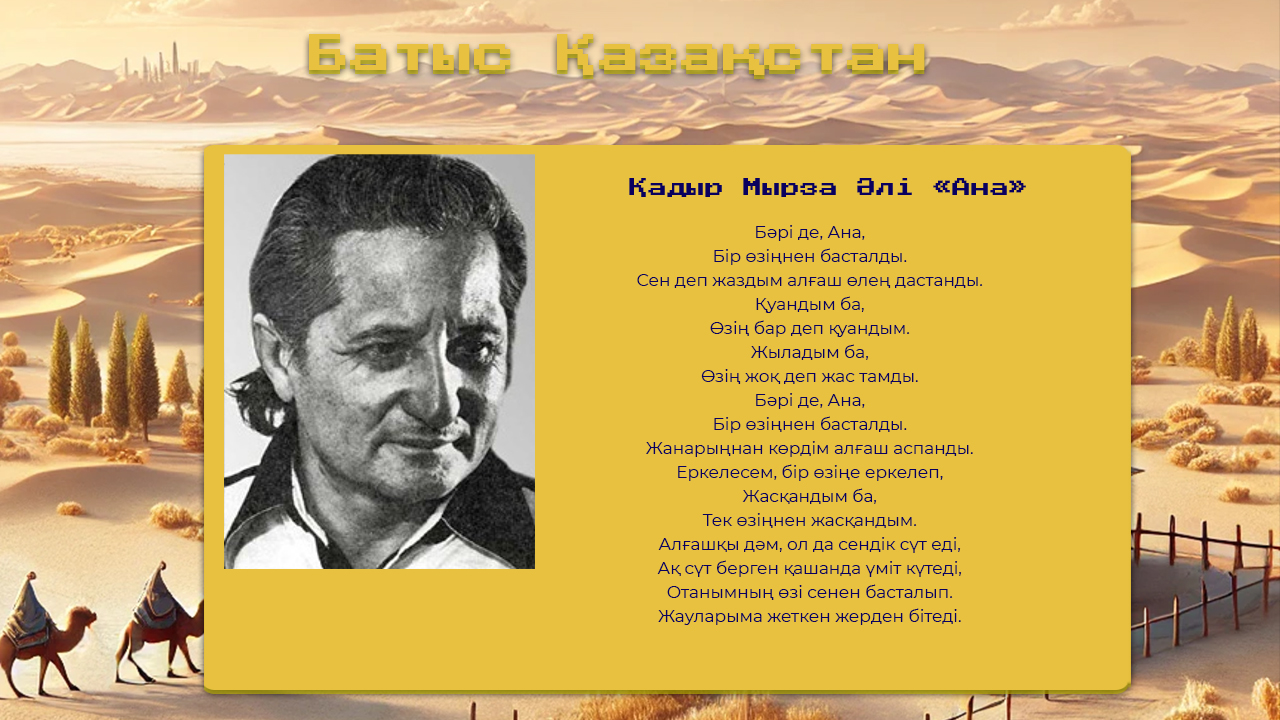 Батыс Қазақстан
Қадыр Мырза Әлі «Ана»
Бәрі де, Ана,
Бір өзіңнен басталды.
Сен деп жаздым алғаш өлең дастанды.
Қуандым ба,
Өзің бар деп қуандым.
Жыладым ба,
Өзің жоқ деп жас тамды.
Бәрі де, Ана,
Бір өзіңнен басталды.
Жанарыңнан көрдім алғаш аспанды.
Еркелесем, бір өзіңе еркелеп,
Жасқандым ба,
Тек өзіңнен жасқандым.
Алғашқы дәм, ол да сендік сүт еді,
Ақ сүт берген қашанда үміт күтеді,
Отанымның өзі сенен басталып.
Жауларыма жеткен жерден бітеді.